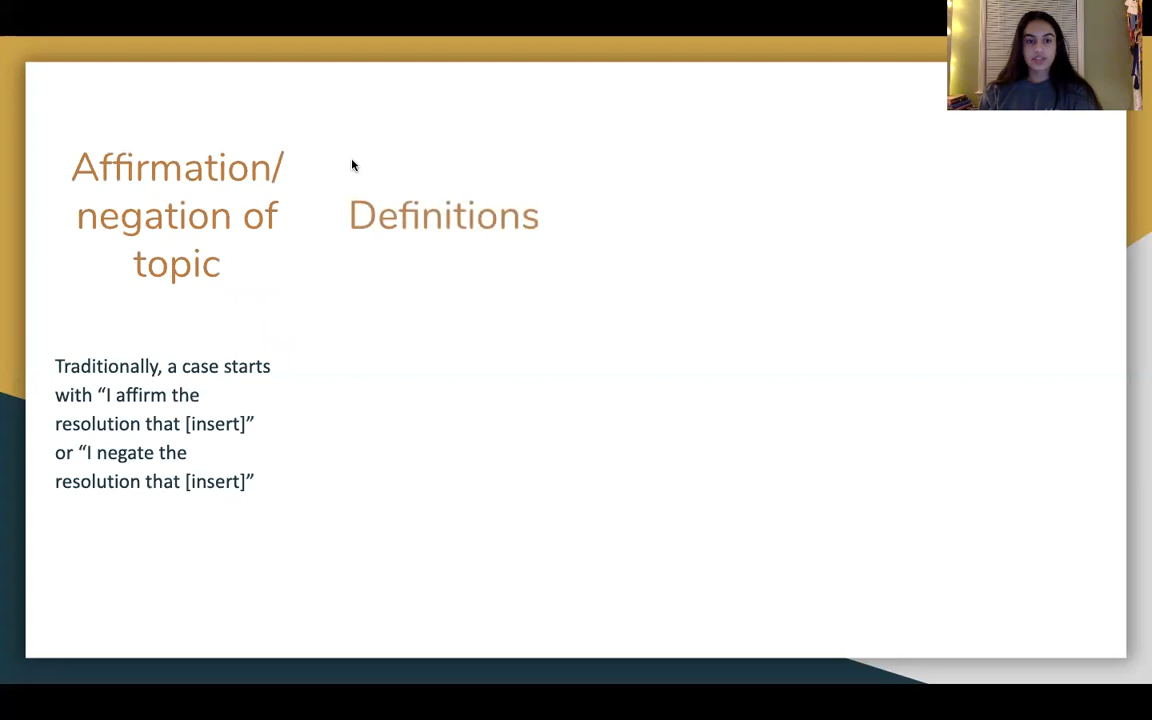 Affirmation/
negation of
topic
Definitions
Traditionally, a case starts
with “I affirm the
resolution that [insert]”
or “I negate the
resolution that [insert]”